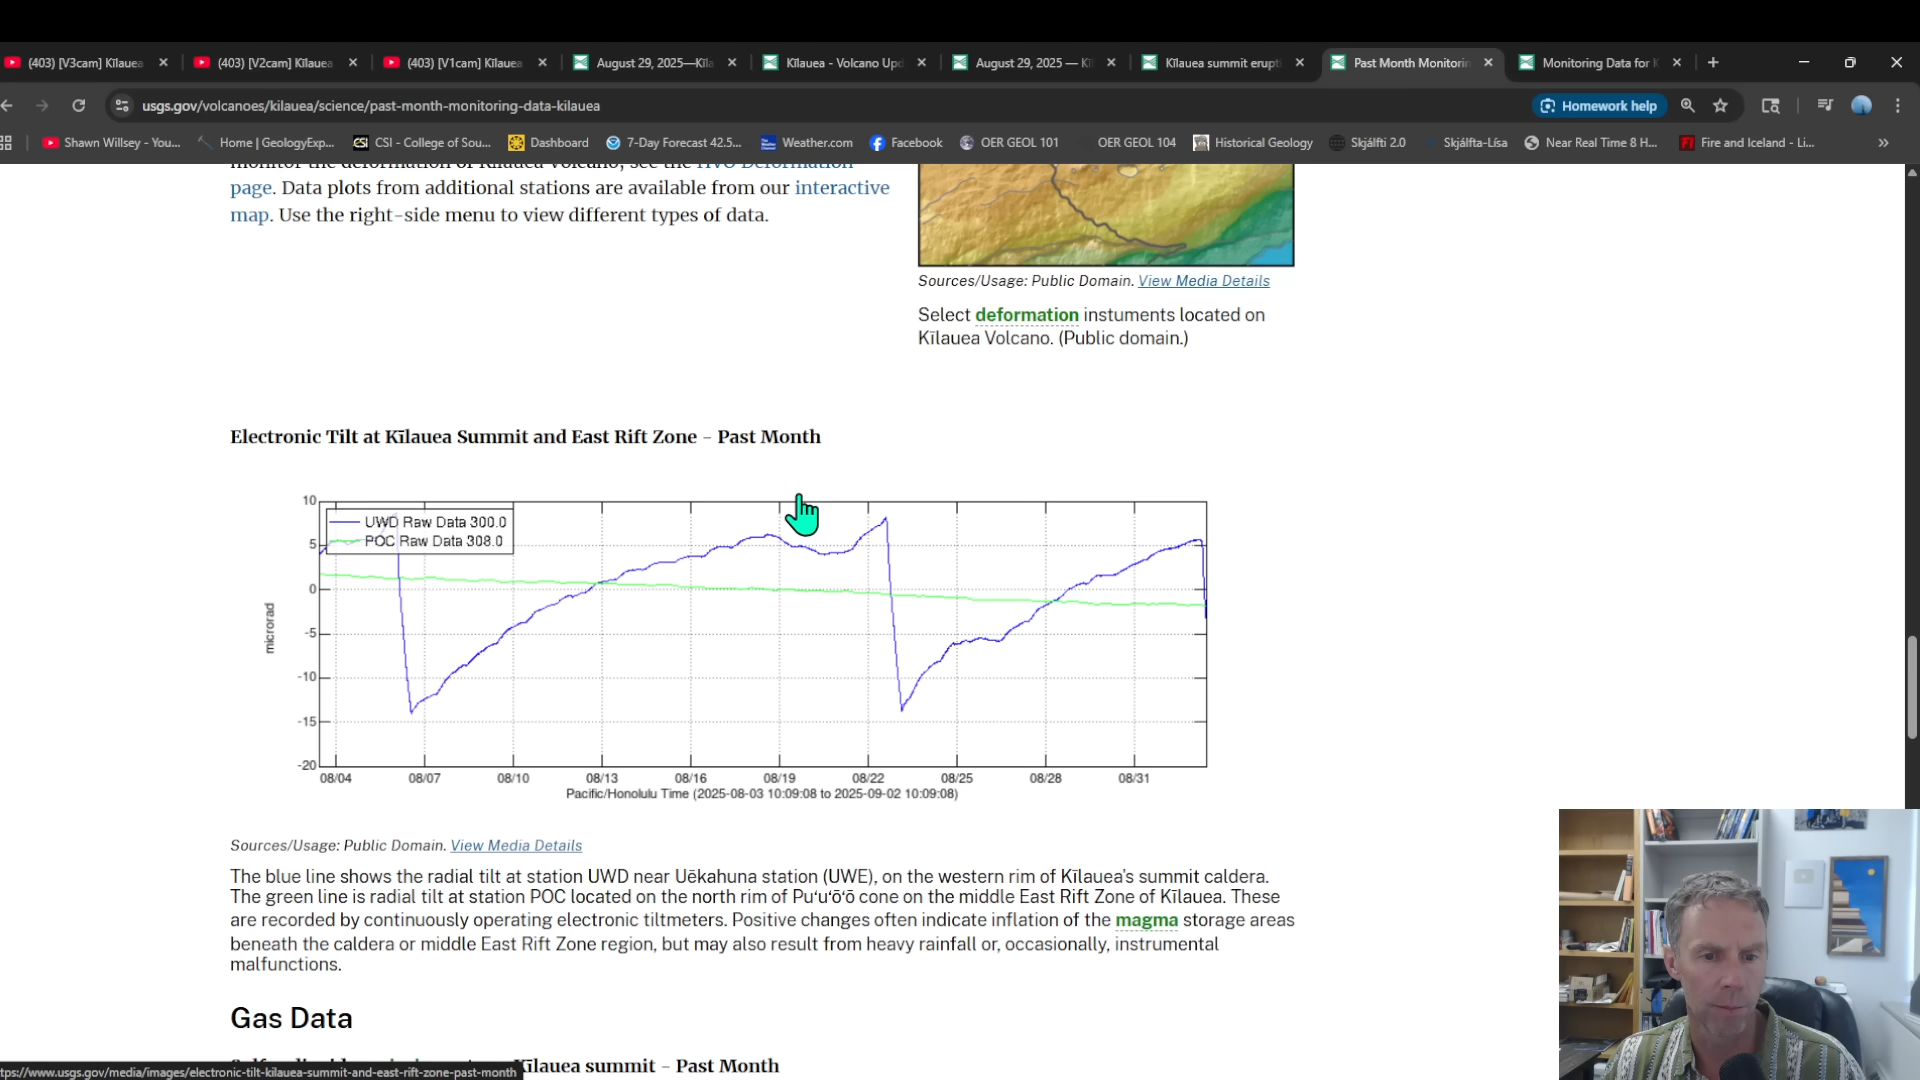 (403) [V3cam] Kīlauea
(403) [V2cam] Kīlauea
(403) [V1cam] Kīlauea
August 29, 2025—Kīla
Kīlauea - Volcano Upd
August 29, 2025 — Kī
Kīlauea summit erupti
Past Month Monitorin
Monitoring Data for K
usgs.gov/volcanoes/kilauea/science/past-month-monitoring-data-kilauea
Homework help
Shawn Willsey - You...
Home | GeologyExp...
CSI - College of Sou...
Dashboard
7-Day Forecast 42.5...
Weather.com
Facebook
OER GEOL 101
OER GEOL 104
Historical Geology
Skjálfti 2.0
Skjálfta-Lísa
Near Real Time 8 H...
Fire and Iceland - Li...
monitor the deformation of Kīlauea Volcano, see the HVO Deformation
page. Data plots from additional stations are available from our interactive
map. Use the right-side menu to view different types of data.
Sources/Usage: Public Domain. View Media Details
Select deformation instuments located on
Kīlauea Volcano. (Public domain.)
Electronic Tilt at Kīlauea Summit and East Rift Zone - Past Month
UWD Raw Data 300.0
POC Raw Data 308.0
10
5
0
-5
-10
-15
-20
microrad
08/04 08/07 08/10 08/13 08/16 08/19 08/22 08/25 08/28 08/31
Pacific/Honolulu Time (2025-08-03 10:09:08 to 2025-09-02 10:09:08)
Sources/Usage: Public Domain. View Media Details
The blue line shows the radial tilt at station UWD near Uēkahuna station (UWE), on the western rim of Kīlauea's summit caldera.
The green line is radial tilt at station POC located on the north rim of Puʻuʻōʻō cone on the middle East Rift Zone of Kīlauea. These
are recorded by continuously operating electronic tiltmeters. Positive changes often indicate inflation of the magma storage areas
beneath the caldera or middle East Rift Zone region, but may also result from heavy rainfall or, occasionally, instrumental
malfunctions.
Gas Data
Kīlauea summit - Past Month
tps://www.usgs.gov/media/images/electronic-tilt-kilauea-summit-and-east-rift-zone-past-month